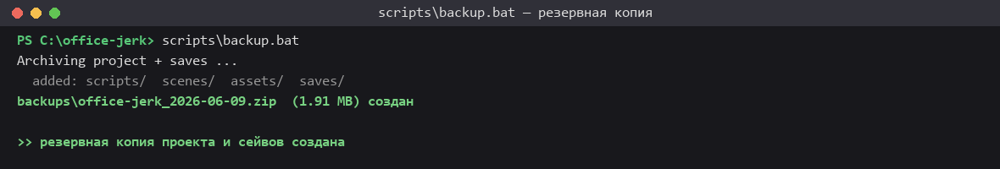 scripts\backup.bat — резервная копия
PS C:\office-jerk> scripts\backup.bat
Archiving project + saves ...
added: scripts/  scenes/  assets/  saves/
backups\office-jerk_2026-06-09.zip  (1.91 MB) создан
>> резервная копия проекта и сейвов создана